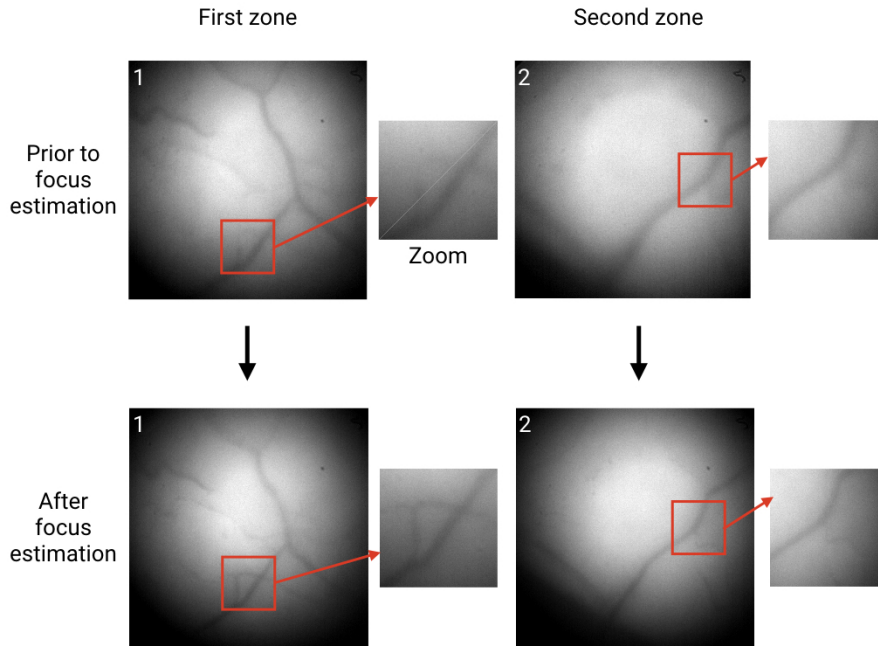 First zone
Second zone
1
2
Prior to
focus
estimation
Zoom
1
2
After
focus
estimation